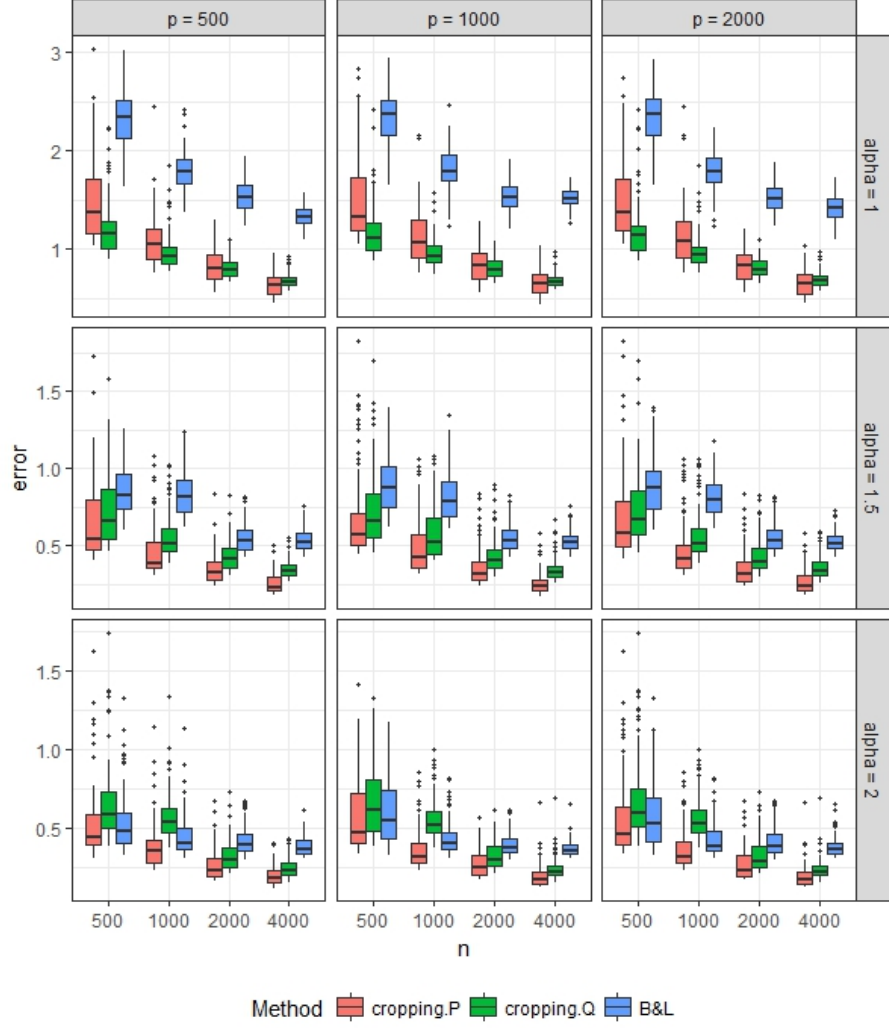 p = 500 p = 1000 p = 2000
3
2
1
alpha = 1
1.5
1.0
0.5
alpha = 1.5
error
1.5
1.0
0.5
alpha = 2
500 1000 2000 4000 500 1000 2000 4000 500 1000 2000 4000
n
Method cropping.P cropping.Q B&L